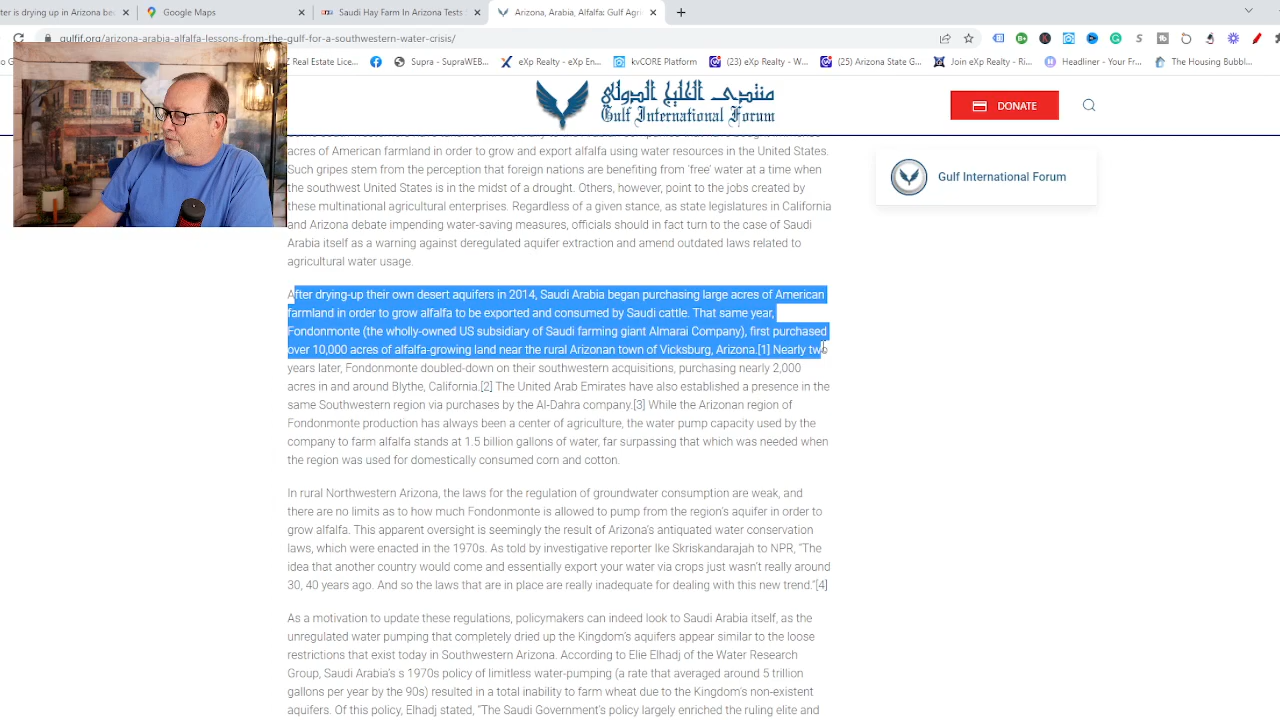 ter is drying up in Arizona be
Google Maps
Saudi Hay Farm In Arizona Tests
Arizona, Arabia, Alfalfa: Gulf Agri
gulfif.org/arizona-arabia-alfalfa-lessons-from-the-gulf-for-a-southwestern-water-crisis/
Z Real Estate Lice...
Supra - SupraWEB...
eXp Realty - eXp En...
kvCORE Platform
(23) eXp Realty - W...
(25) Arizona State G...
Join eXp Realty - Ri...
Headliner - Your Fr...
The Housing Bubbl...
منتدى الخليج الدولي
Gulf International Forum
DONATE
Gulf International Forum
acres of American farmland in order to grow and export alfalfa using water resources in the United States.
Such gripes stem from the perception that foreign nations are benefiting from 'free' water at a time when
the southwest United States is in the midst of a drought. Others, however, point to the jobs created by
these multinational agricultural enterprises. Regardless of a given stance, as state legislatures in California
and Arizona debate impending water-saving measures, officials should in fact turn to the case of Saudi
Arabia itself as a warning against deregulated aquifer extraction and amend outdated laws related to
agricultural water usage.
After drying-up their own desert aquifers in 2014, Saudi Arabia began purchasing large acres of American
farmland in order to grow alfalfa to be exported and consumed by Saudi cattle. That same year,
Fondonmonte (the wholly-owned US subsidiary of Saudi farming giant Almarai Company), first purchased
over 10,000 acres of alfalfa-growing land near the rural Arizonan town of Vicksburg, Arizona.[1] Nearly two
years later, Fondonmonte doubled-down on their southwestern acquisitions, purchasing nearly 2,000
acres in and around Blythe, California.[2] The United Arab Emirates have also established a presence in the
same Southwestern region via purchases by the Al-Dahra company.[3] While the Arizonan region of
Fondonmonte production has always been a center of agriculture, the water pump capacity used by the
company to farm alfalfa stands at 1.5 billion gallons of water, far surpassing that which was needed when
the region was used for domestically consumed corn and cotton.
In rural Northwestern Arizona, the laws for the regulation of groundwater consumption are weak, and
there are no limits as to how much Fondonmonte is allowed to pump from the region's aquifer in order to
grow alfalfa. This apparent oversight is seemingly the result of Arizona's antiquated water conservation
laws, which were enacted in the 1970s. As told by investigative reporter Ike Skriskandarajah to NPR, "The
idea that another country would come and essentially export your water via crops just wasn't really around
30, 40 years ago. And so the laws that are in place are really inadequate for dealing with this new trend."[4]
As a motivation to update these regulations, policymakers can indeed look to Saudi Arabia itself, as the
unregulated water pumping that completely dried up the Kingdom's aquifers appear similar to the loose
restrictions that exist today in Southwestern Arizona. According to Elie Elhadj of the Water Research
Group, Saudi Arabia's s 1970s policy of limitless water-pumping (a rate that averaged around 5 trillion
gallons per year by the 90s) resulted in a total inability to farm wheat due to the Kingdom's non-existent
aquifers. Of this policy, Elhadj stated, "The Saudi Government's policy largely enriched the ruling elite and